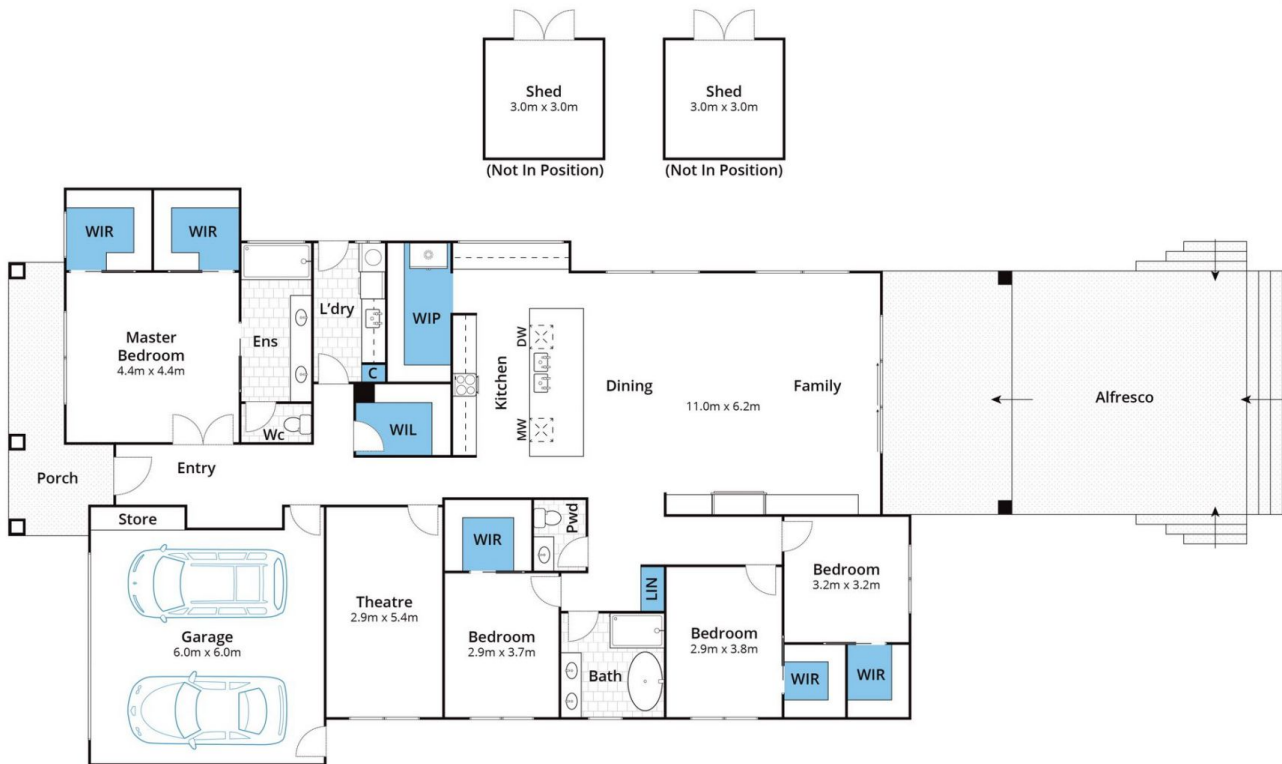 Shed
3.0m x 3.0m
(Not In Position)
Shed
3.0m x 3.0m
(Not In Position)
WIR
WIR
Master
Bedroom
4.4m x 4.4m
Ens
L'dry
WIP
C
WIL
Wc
Kitchen
DW
MW
Dining
Family
11.0m x 6.2m
Alfresco
Porch
Entry
Store
Garage
6.0m x 6.0m
Theatre
2.9m x 5.4m
WIR
Pwd
Bedroom
2.9m x 3.7m
LIN
Bath
Bedroom
2.9m x 3.8m
Bedroom
3.2m x 3.2m
WIR
WIR